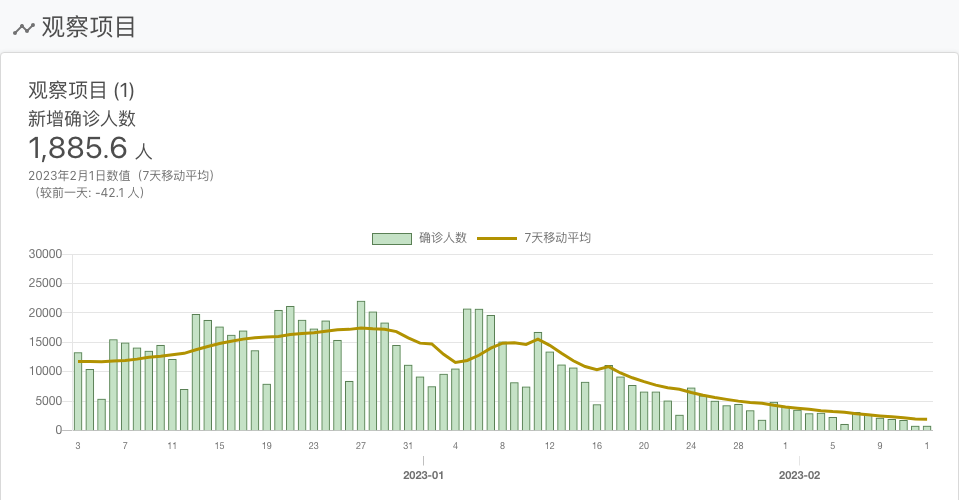 观察项目
观察项目 (1)
新增确诊人数
1,885.6 人
2023年2月1日数值（7天移动平均）
（较前一天: -42.1 人）
确诊人数 7天移动平均
30000
25000
20000
15000
10000
5000
0
3 7 11 15 19 23 27 31 4 8 12 16 20 24 28 1 5 9 1
2023-01 2023-02